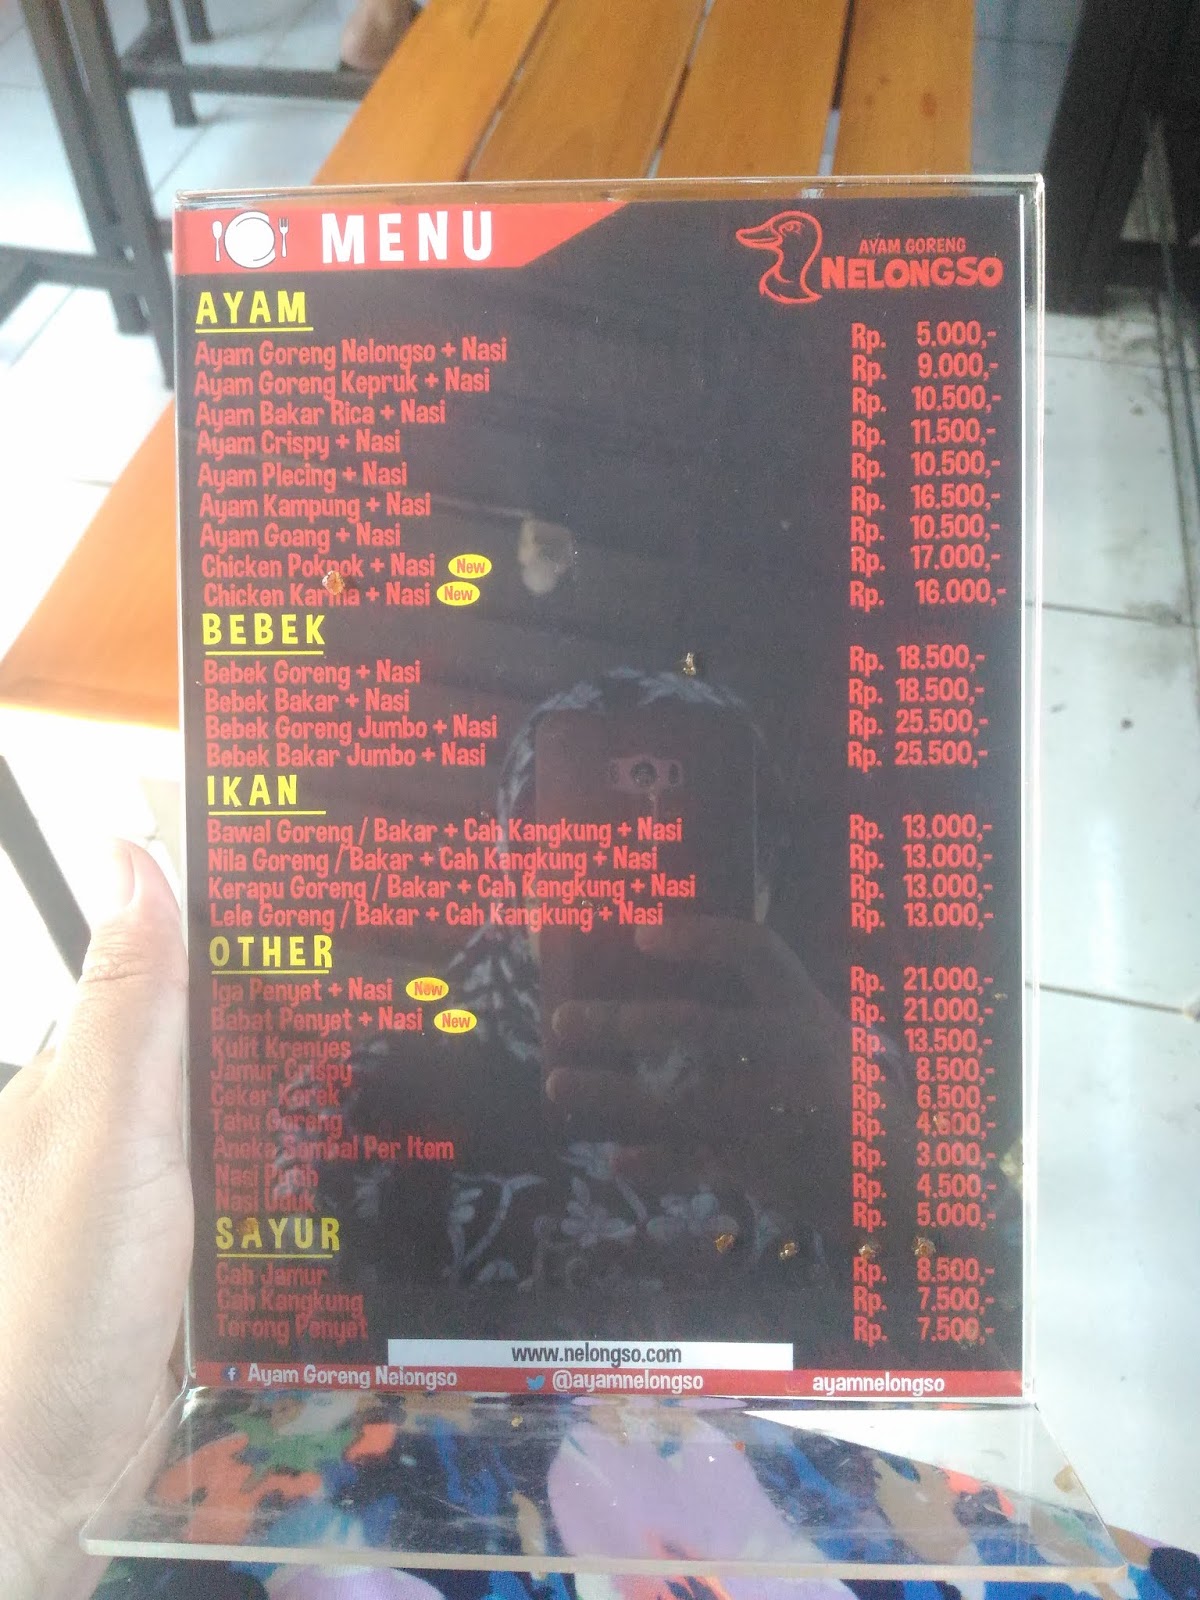 MENU
AYAM GORENG
NELONGSO
AYAM
Ayam Goreng Nelongso + Nasi Rp. 5.000,-
Ayam Goreng Kepruk + Nasi Rp. 9.000,-
Ayam Bakar Rica + Nasi Rp. 10.500,-
Ayam Crispy + Nasi Rp. 11.500,-
Ayam Plecing + Nasi Rp. 10.500,-
Ayam Kampung + Nasi Rp. 16.500,-
Ayam Goang + Nasi Rp. 10.500,-
Chicken Pokpok + Nasi New Rp. 17.000,-
Chicken Karma + Nasi New Rp. 16.000,-
BEBEK
Bebek Goreng + Nasi Rp. 18.500,-
Bebek Bakar + Nasi Rp. 18.500,-
Bebek Goreng Jumbo + Nasi Rp. 25.500,-
Bebek Bakar Jumbo + Nasi Rp. 25.500,-
IKAN
Bawal Goreng / Bakar + Cah Kangkung + Nasi Rp. 13.000,-
Nila Goreng / Bakar + Cah Kangkung + Nasi Rp. 13.000,-
Kerapu Goreng / Bakar + Cah Kangkung + Nasi Rp. 13.000,-
Lele Goreng / Bakar + Cah Kangkung + Nasi Rp. 13.000,-
OTHER
Iga Penyet + Nasi New Rp. 21.000,-
Babat Penyet + Nasi New Rp. 21.000,-
Kulit Krenyes Rp. 13.500,-
Jamur Crispy Rp. 8.500,-
Ceker Korek Rp. 6.500,-
Tahu Goreng Rp. 4.500,-
Aneka Sambal Per Item Rp. 3.000,-
Nasi Putih Rp. 4.500,-
Nasi Uduk Rp. 5.000,-
SAYUR
Cah Jamur Rp. 8.500,-
Cah Kangkung Rp. 7.500,-
Terong Penyet Rp. 7.500,-
www.nelongso.com
Ayam Goreng Nelongso @ayamnelongso ayamnelongso